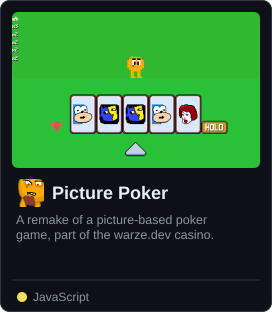 HOLD
Picture Poker
A remake of a picture-based poker
game, part of the warze.dev casino.
JavaScript